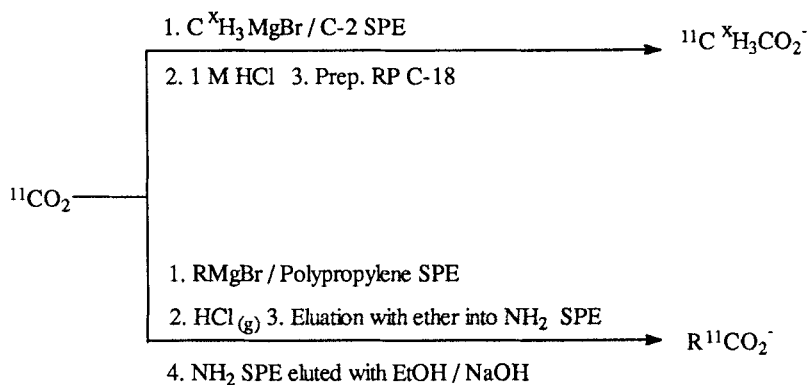 1. CˣH₃MgBr / C-2 SPE
¹¹C ˣH₃CO₂⁻
2. 1 M HCl 3. Prep. RP C-18
¹¹CO₂
1. RMgBr / Polypropylene SPE
2. HCl (g) 3. Eluation with ether into NH₂ SPE
R¹¹CO₂⁻
4. NH₂ SPE eluted with EtOH / NaOH